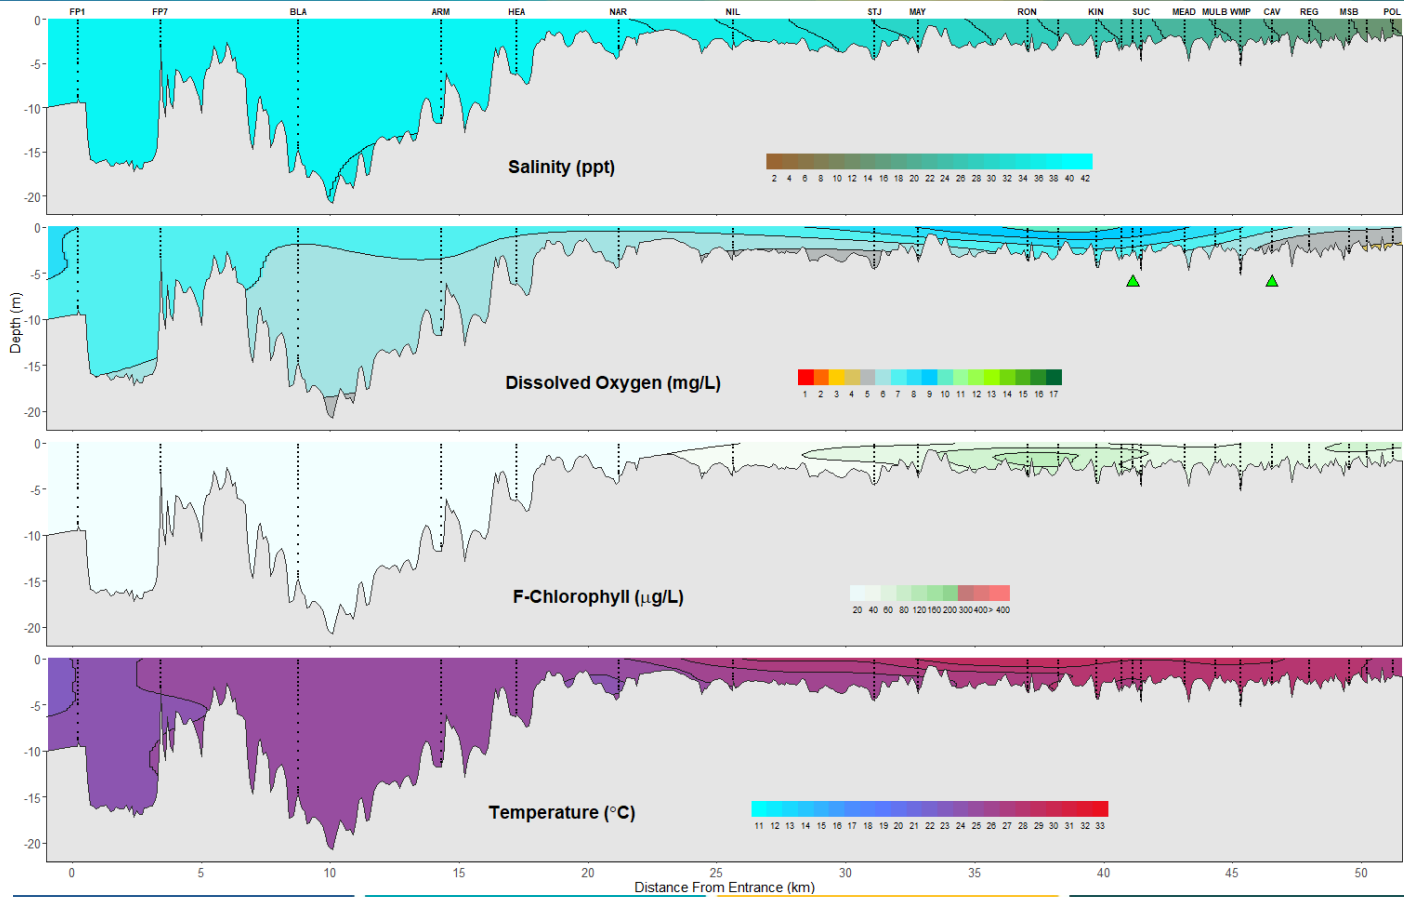 FP1 FP7 BLA ARM HEA NAR NIL STJ MAY RON KIN SUC MEAD MULB WMP CAV REG MSB POL
0
-5
-10
-15
-20
Salinity (ppt)
2 4 6 8 10 12 14 16 18 20 22 24 26 28 30 32 34 36 38 40 42
0
-5
-10
-15
-20
Depth (m)
Dissolved Oxygen (mg/L)
1 2 3 4 5 6 7 8 9 10 11 12 13 14 15 16 17
0
-5
-10
-15
-20
F-Chlorophyll (μg/L)
20 40 60 80 120 160 200 300 400 > 400
0
-5
-10
-15
-20
Temperature (°C)
11 12 13 14 15 16 17 18 19 20 21 22 23 24 25 26 27 28 29 30 31 32 33
0 5 10 15 20 25 30 35 40 45 50
Distance From Entrance (km)